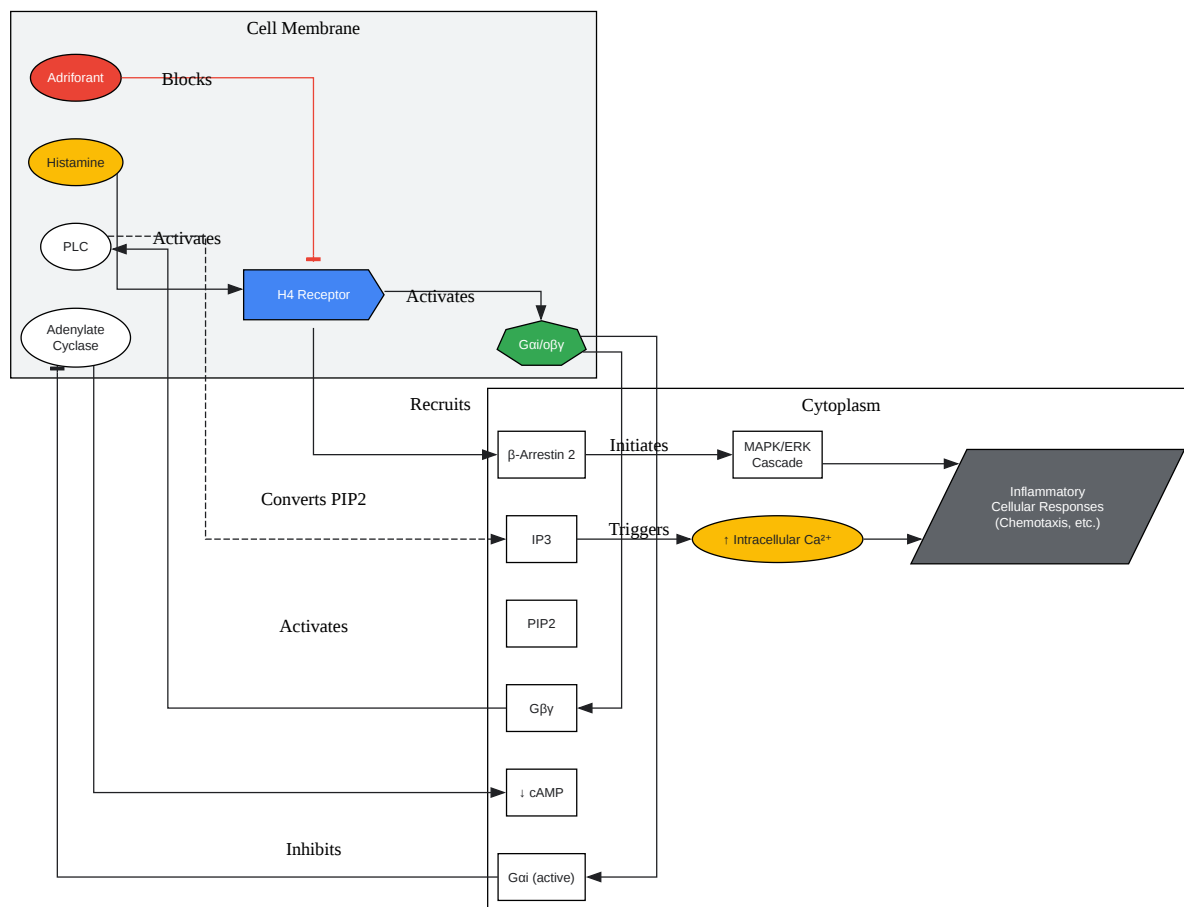 Cell Membrane
Adriforant
Blocks
Histamine
Activates
PLC
H4 Receptor
Activates
Adenylate
Cyclase
Gαi/oβγ
Recruits
Cytoplasm
β-Arrestin 2
Initiates
MAPK/ERK
Cascade
Inflammatory
Cellular Responses
(Chemotaxis, etc.)
Converts PIP2
IP3
Triggers
↑ Intracellular Ca²⁺
PIP2
Activates
Gβγ
↓ cAMP
Inhibits
Gαi (active)